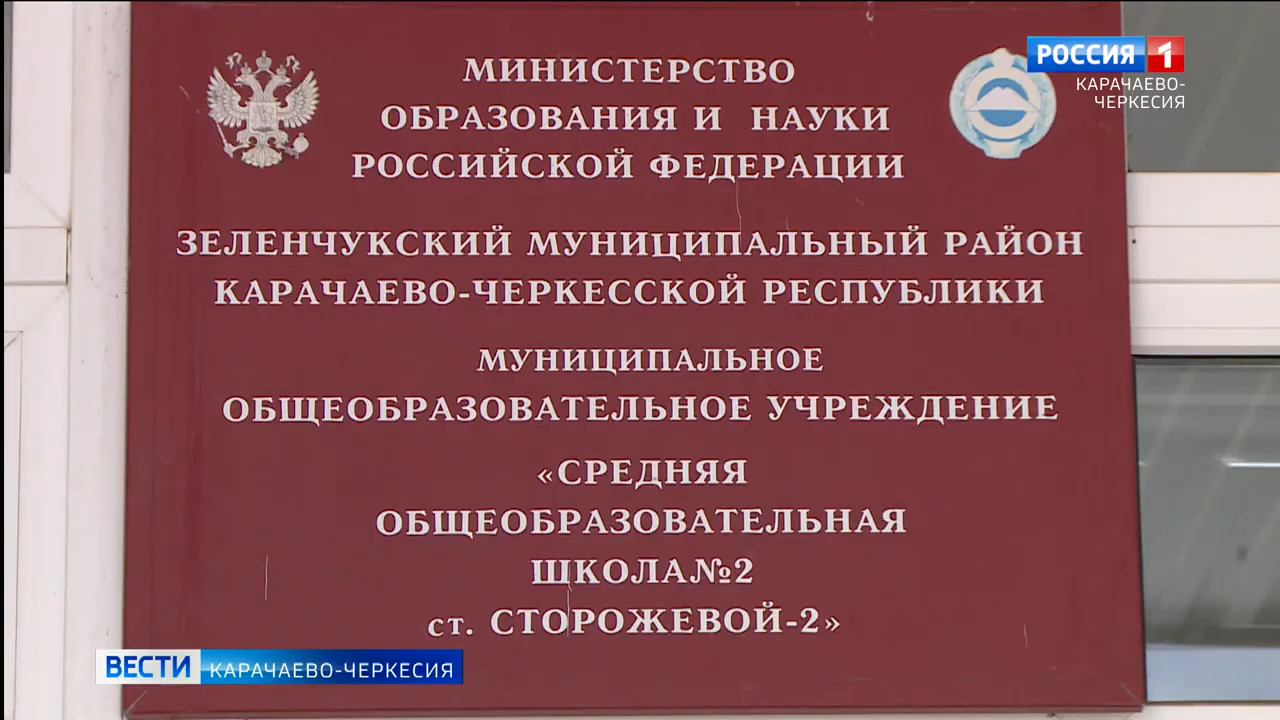 МИНИСТЕРСТВО
ОБРАЗОВАНИЯ И НАУКИ
РОССИЙСКОЙ ФЕДЕРАЦИИ
ЗЕЛЕНЧУКСКИЙ МУНИЦИПАЛЬНЫЙ РАЙОН
КАРАЧАЕВО-ЧЕРКЕССКОЙ РЕСПУБЛИКИ
МУНИЦИПАЛЬНОЕ
ОБЩЕОБРАЗОВАТЕЛЬНОЕ УЧРЕЖДЕНИЕ
«СРЕДНЯЯ
ОБЩЕОБРАЗОВАТЕЛЬНАЯ
ШКОЛА№2
ст. СТОРОЖЕВОЙ-2»
РОССИЯ 1
КАРАЧАЕВО-
ЧЕРКЕСИЯ
ВЕСТИ КАРАЧАЕВО-ЧЕРКЕСИЯ